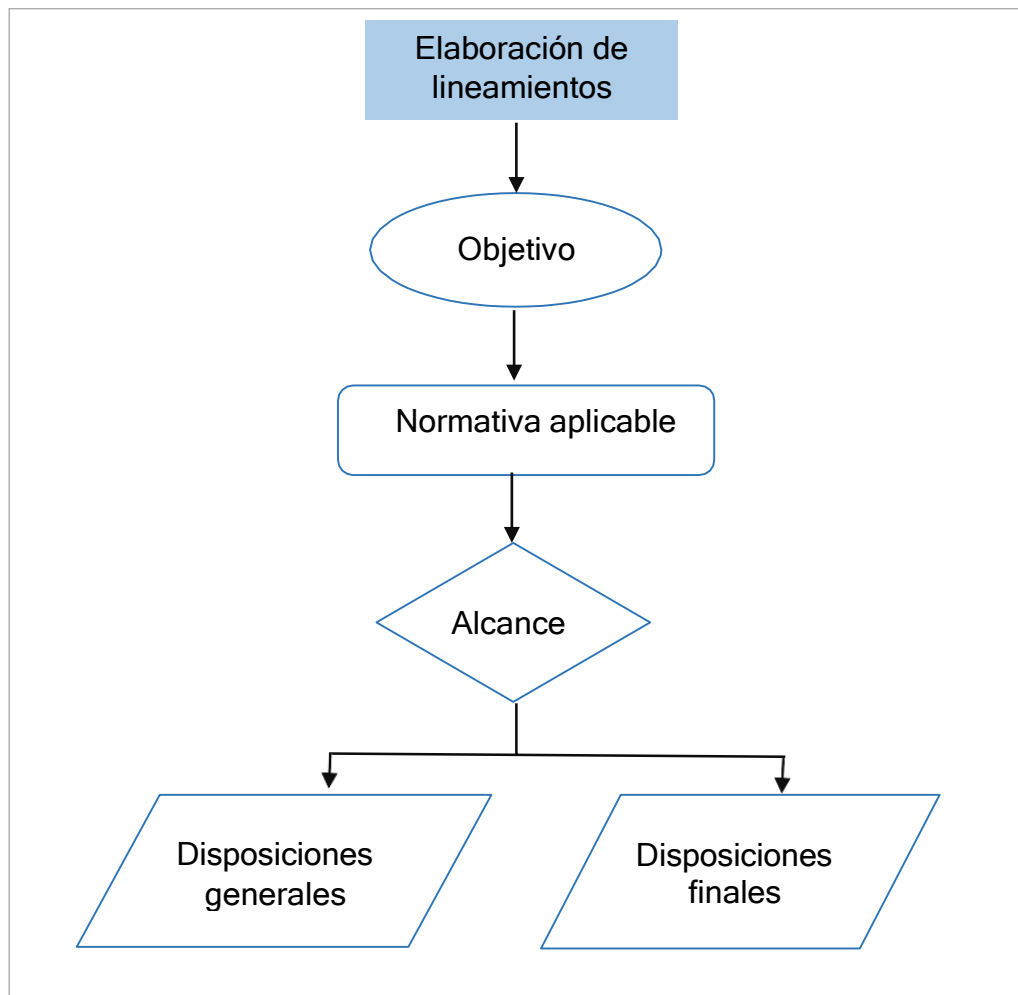 Elaboración de
lineamientos
Objetivo
Normativa aplicable
Alcance
Disposiciones
generales
Disposiciones
finales